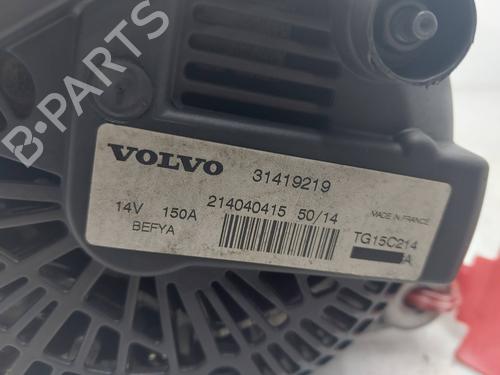 B-PARTS
VOLVO 31419219
14V 150A 214040415 50/14 MADE IN FRANCE
BEFYA TG15C214
A